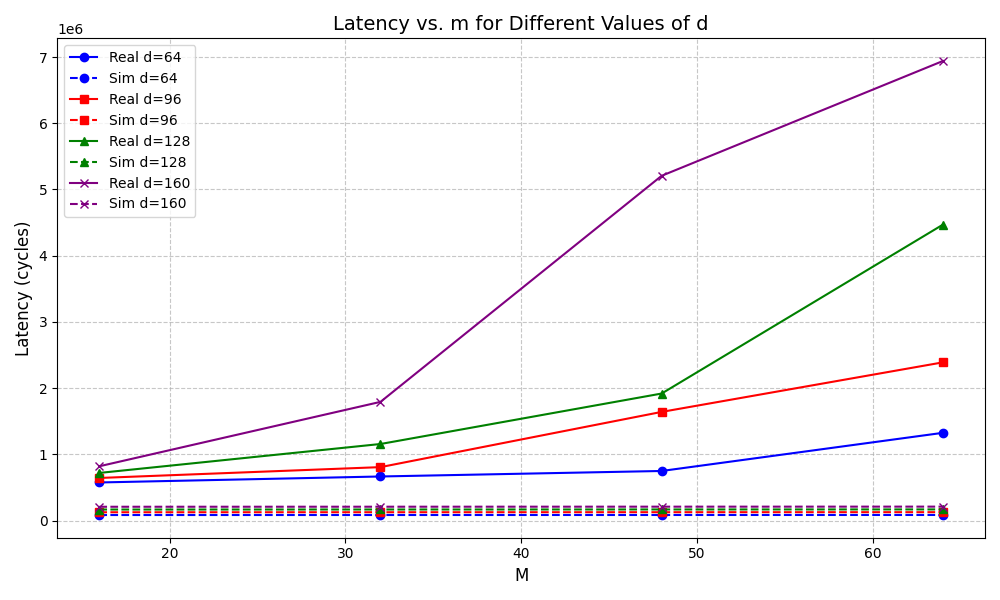 Latency vs. m for Different Values of d
1e6
7
6
5
4
3
2
1
0
Latency (cycles)
Real d=64
Sim d=64
Real d=96
Sim d=96
Real d=128
Sim d=128
Real d=160
Sim d=160
20 30 40 50 60
M